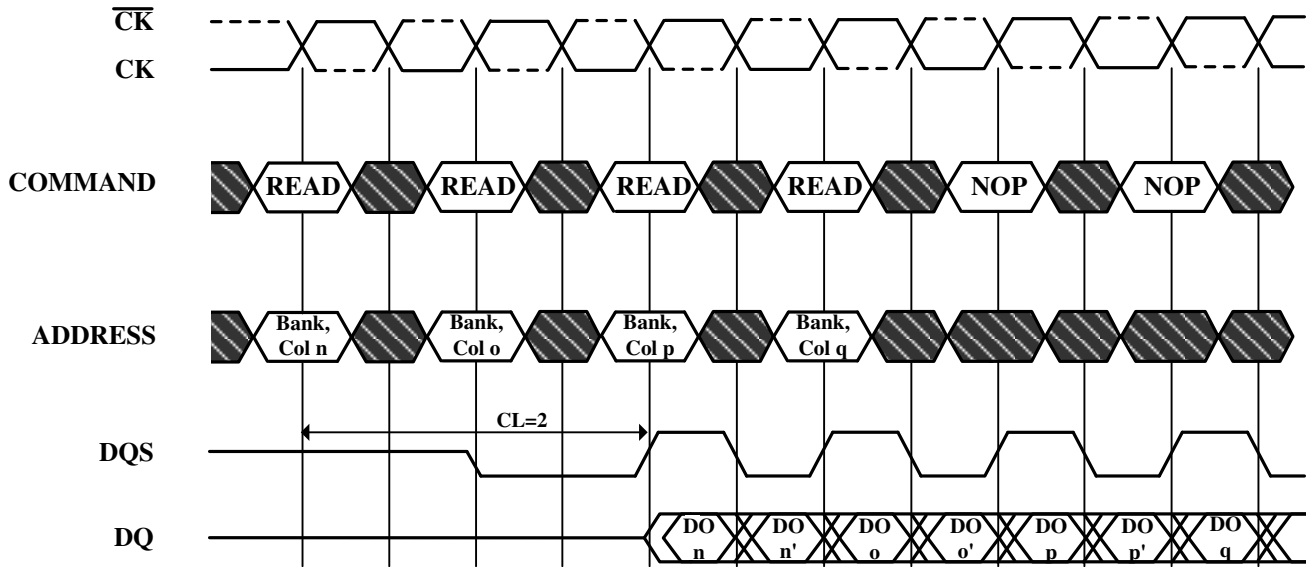 CK
CK
COMMAND READ READ READ READ NOP NOP
ADDRESS Bank, Col n Bank, Col o Bank, Col p Bank, Col q
CL=2
DQS
DQ DO n DO n' DO o DO o' DO p DO p' DO q